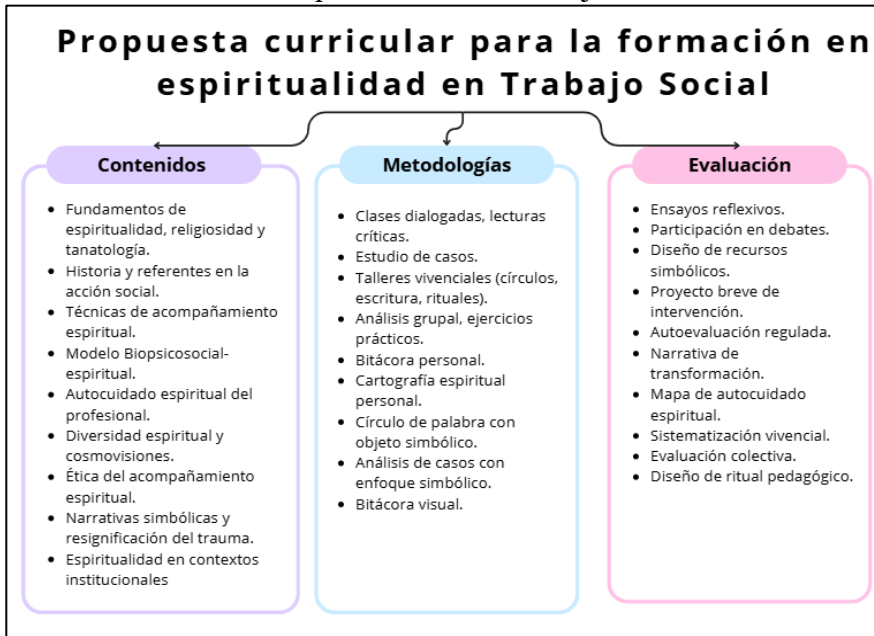 Propuesta curricular para la formación en
espiritualidad en Trabajo Social
Contenidos
• Fundamentos de
espiritualidad, religiosidad y
tanatología.
• Historia y referentes en la
acción social.
• Técnicas de acompañamiento
espiritual.
• Modelo Biopsicosocial-
espiritual.
• Autocuidado espiritual del
profesional.
• Diversidad espiritual y
cosmovisiones.
• Ética del acompañamiento
espiritual.
• Narrativas simbólicas y
resignificación del trauma.
• Espiritualidad en contextos
institucionales
Metodologías
• Clases dialogadas, lecturas
críticas.
• Estudio de casos.
• Talleres vivenciales (círculos,
escritura, rituales).
• Análisis grupal, ejercicios
prácticos.
• Bitácora personal.
• Cartografía espiritual
personal.
• Círculo de palabra con
objeto simbólico.
• Análisis de casos con
enfoque simbólico.
• Bitácora visual.
Evaluación
• Ensayos reflexivos.
• Participación en debates.
• Diseño de recursos
simbólicos.
• Proyecto breve de
intervención.
• Autoevaluación regulada.
• Narrativa de
transformación.
• Mapa de autocuidado
espiritual.
• Sistematización vivencial.
• Evaluación colectiva.
• Diseño de ritual pedagógico.